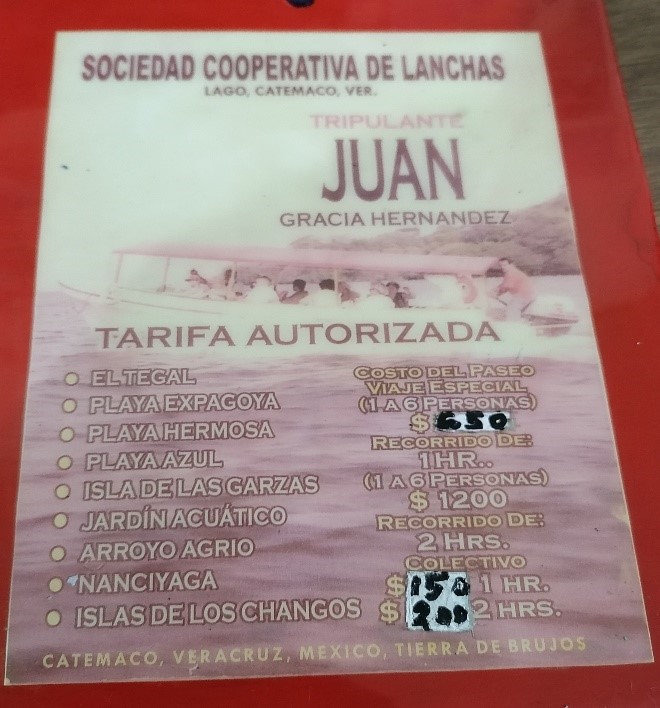 SOCIEDAD COOPERATIVA DE LANCHAS
LAGO, CATEMACO, VER.
TRIPULANTE
JUAN
GRACIA HERNANDEZ
TARIFA AUTORIZADA
EL TEGAL
PLAYA EXPAGOYA
PLAYA HERMOSA
PLAYA AZUL
ISLA DE LAS GARZAS
JARDÍN ACUÁTICO
ARROYO AGRIO
NANCIYAGA
ISLAS DE LOS CHANGOS
COSTO DEL PASEO
VIAJE ESPECIAL
(1 A 6 PERSONAS)
$ 650
RECORRIDO DE:
1HR..
(1 A 6 PERSONAS)
$ 1200
RECORRIDO DE:
2 HRS.
COLECTIVO
$ 150 1 HR.
$ 200 2 HRS.
CATEMACO, VERACRUZ, MEXICO, TIERRA DE BRUJOS